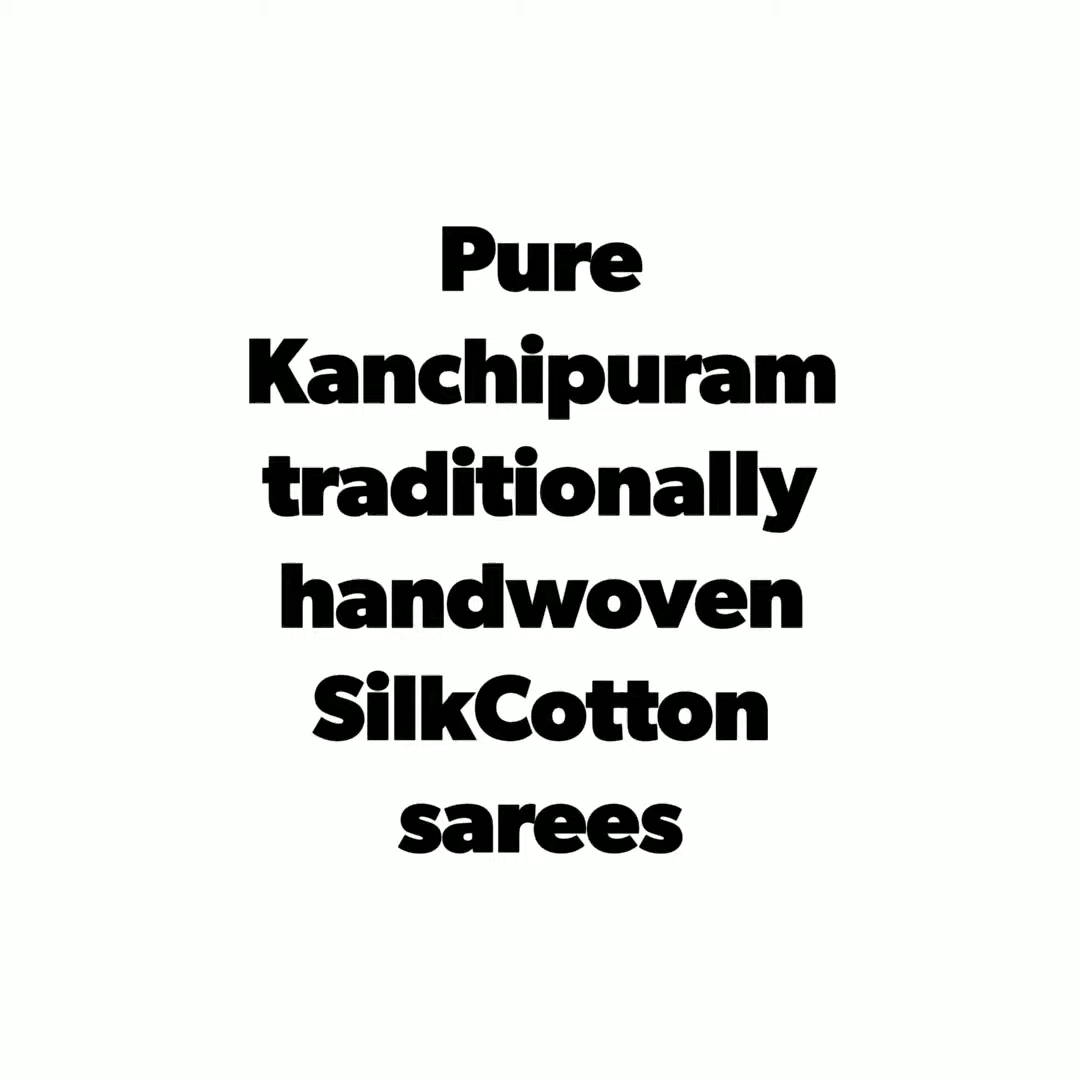 Pure
Kanchipuram
traditionally
handwoven
SilkCotton
sarees